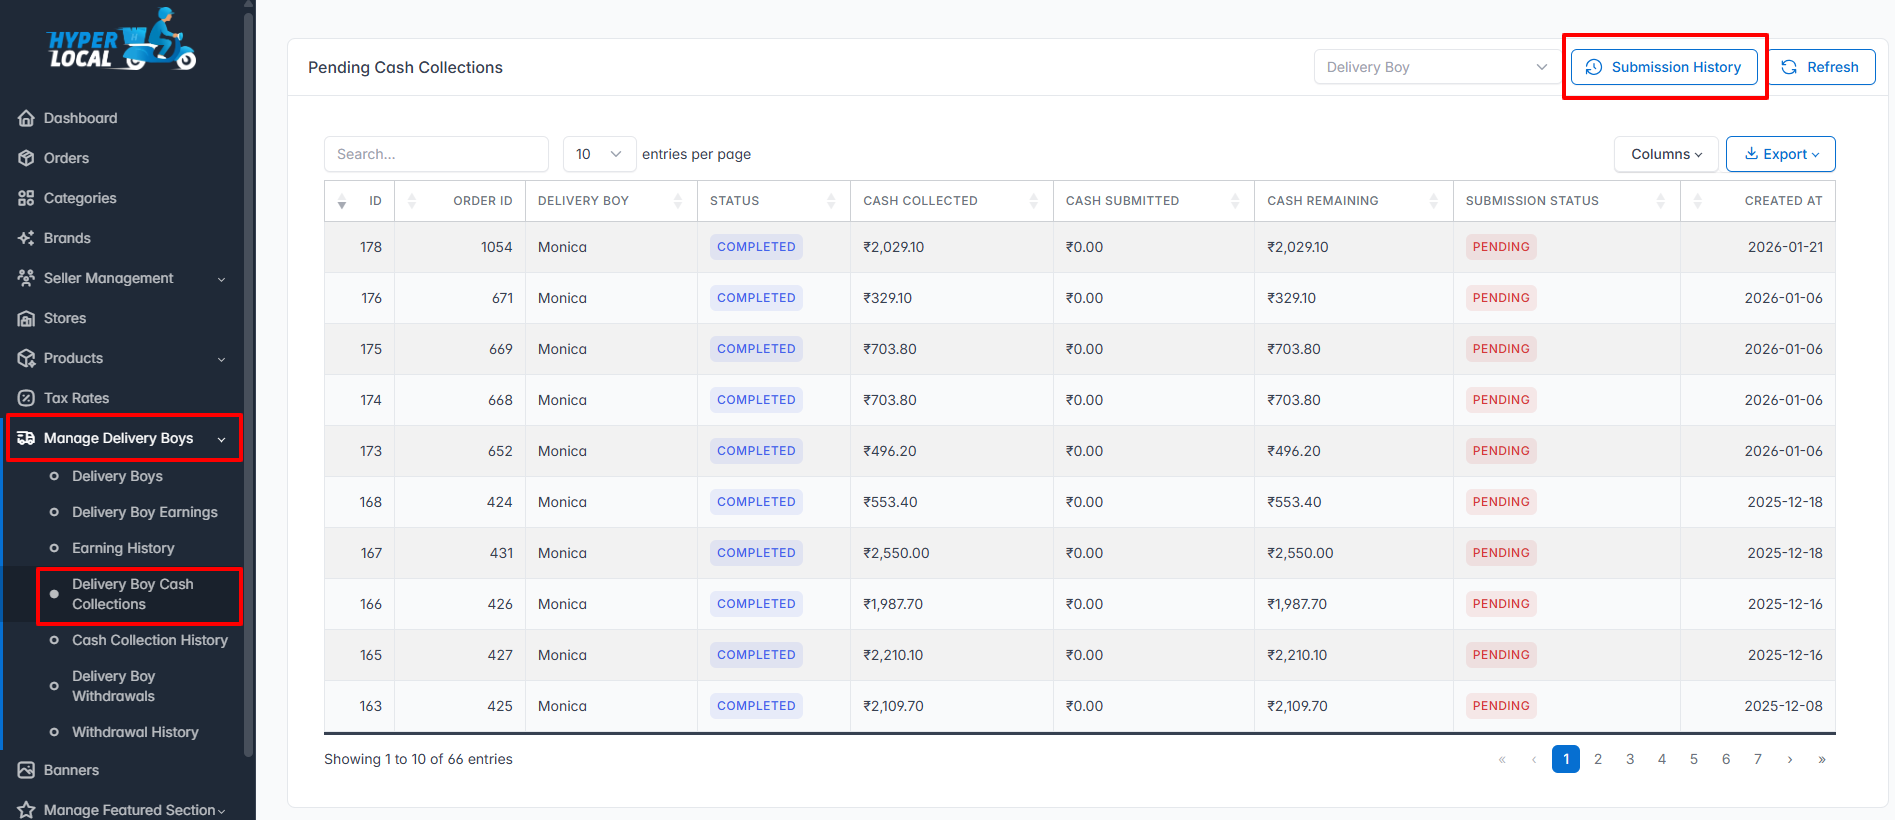 HYPER
LOCAL
Dashboard
Orders
Categories
Brands
Seller Management
Stores
Products
Tax Rates
Manage Delivery Boys
Delivery Boys
Delivery Boy Earnings
Earning History
Delivery Boy Cash
Collections
Cash Collection History
Delivery Boy
Withdrawals
Withdrawal History
Banners
Manage Featured Section
Pending Cash Collections
Delivery Boy
Submission History
Refresh
Search...
10
entries per page
Columns
Export
ID ORDER ID DELIVERY BOY STATUS CASH COLLECTED CASH SUBMITTED CASH REMAINING SUBMISSION STATUS CREATED AT
178 1054 Monica COMPLETED ₹2,029.10 ₹0.00 ₹2,029.10 PENDING 2026-01-21
176 671 Monica COMPLETED ₹329.10 ₹0.00 ₹329.10 PENDING 2026-01-06
175 669 Monica COMPLETED ₹703.80 ₹0.00 ₹703.80 PENDING 2026-01-06
174 668 Monica COMPLETED ₹703.80 ₹0.00 ₹703.80 PENDING 2026-01-06
173 652 Monica COMPLETED ₹496.20 ₹0.00 ₹496.20 PENDING 2026-01-06
168 424 Monica COMPLETED ₹553.40 ₹0.00 ₹553.40 PENDING 2025-12-18
167 431 Monica COMPLETED ₹2,550.00 ₹0.00 ₹2,550.00 PENDING 2025-12-18
166 426 Monica COMPLETED ₹1,987.70 ₹0.00 ₹1,987.70 PENDING 2025-12-16
165 427 Monica COMPLETED ₹2,210.10 ₹0.00 ₹2,210.10 PENDING 2025-12-16
163 425 Monica COMPLETED ₹2,109.70 ₹0.00 ₹2,109.70 PENDING 2025-12-08
Showing 1 to 10 of 66 entries
« ‹ 1 2 3 4 5 6 7 › »